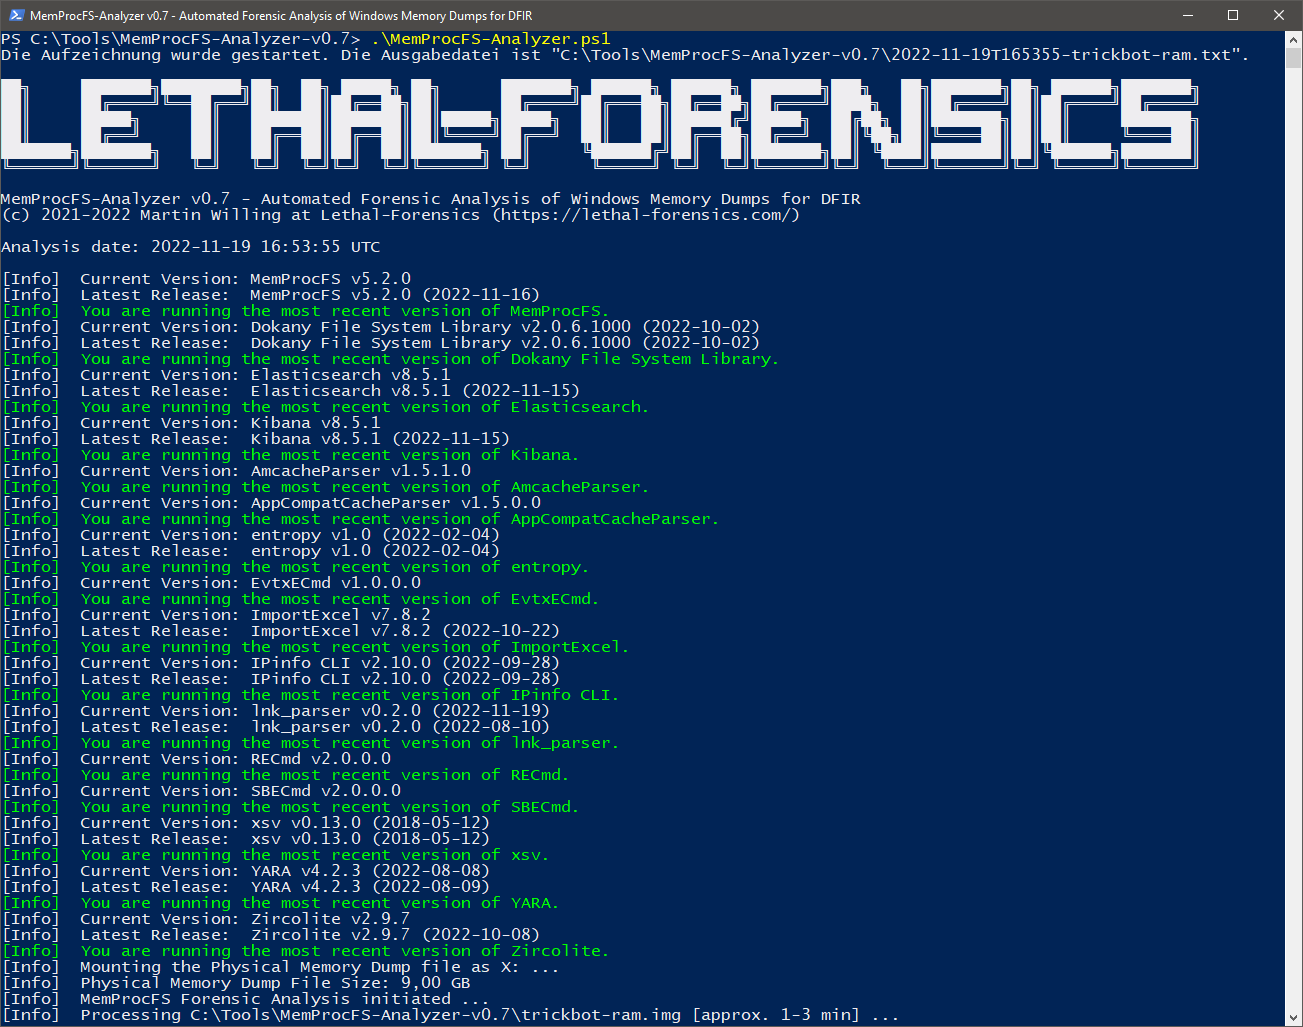 MemProcFS-Analyzer v0.7 - Automated Forensic Analysis of Windows Memory Dumps for DFIR
PS C:\Tools\MemProcFS-Analyzer-v0.7> .\MemProcFS-Analyzer.ps1
Die Aufzeichnung wurde gestartet. Die Ausgabedatei ist "C:\Tools\MemProcFS-Analyzer-v0.7\2022-11-19T165355-trickbot-ram.txt".
LETHAL-FORENSICS
MemProcFS-Analyzer v0.7 - Automated Forensic Analysis of Windows Memory Dumps for DFIR
(c) 2021-2022 Martin Willing at Lethal-Forensics (https://lethal-forensics.com/)
Analysis date: 2022-11-19 16:53:55 UTC
[Info]  Current Version: MemProcFS v5.2.0
[Info]  Latest Release:  MemProcFS v5.2.0 (2022-11-16)
[Info]  You are running the most recent version of MemProcFS.
[Info]  Current Version: Dokany File System Library v2.0.6.1000 (2022-10-02)
[Info]  Latest Release:  Dokany File System Library v2.0.6.1000 (2022-10-02)
[Info]  You are running the most recent version of Dokany File System Library.
[Info]  Current Version: Elasticsearch v8.5.1
[Info]  Latest Release:  Elasticsearch v8.5.1 (2022-11-15)
[Info]  You are running the most recent version of Elasticsearch.
[Info]  Current Version: Kibana v8.5.1
[Info]  Latest Release:  Kibana v8.5.1 (2022-11-15)
[Info]  You are running the most recent version of Kibana.
[Info]  Current Version: AmcacheParser v1.5.1.0
[Info]  You are running the most recent version of AmcacheParser.
[Info]  Current Version: AppCompatCacheParser v1.5.0.0
[Info]  You are running the most recent version of AppCompatCacheParser.
[Info]  Current Version: entropy v1.0 (2022-02-04)
[Info]  Latest Release:  entropy v1.0 (2022-02-04)
[Info]  You are running the most recent version of entropy.
[Info]  Current Version: EvtxECmd v1.0.0.0
[Info]  You are running the most recent version of EvtxECmd.
[Info]  Current Version: ImportExcel v7.8.2
[Info]  Latest Release:  ImportExcel v7.8.2 (2022-10-22)
[Info]  You are running the most recent version of ImportExcel.
[Info]  Current Version: IPinfo CLI v2.10.0 (2022-09-28)
[Info]  Latest Release:  IPinfo CLI v2.10.0 (2022-09-28)
[Info]  You are running the most recent version of IPinfo CLI.
[Info]  Current Version: lnk_parser v0.2.0 (2022-11-19)
[Info]  Latest Release:  lnk_parser v0.2.0 (2022-08-10)
[Info]  You are running the most recent version of lnk_parser.
[Info]  Current Version: RECmd v2.0.0.0
[Info]  You are running the most recent version of RECmd.
[Info]  Current Version: SBECmd v2.0.0.0
[Info]  You are running the most recent version of SBECmd.
[Info]  Current Version: xsv v0.13.0 (2018-05-12)
[Info]  Latest Release:  xsv v0.13.0 (2018-05-12)
[Info]  You are running the most recent version of xsv.
[Info]  Current Version: YARA v4.2.3 (2022-08-08)
[Info]  Latest Release:  YARA v4.2.3 (2022-08-09)
[Info]  You are running the most recent version of YARA.
[Info]  Current Version: Zircolite v2.9.7
[Info]  Latest Release:  Zircolite v2.9.7 (2022-10-08)
[Info]  You are running the most recent version of Zircolite.
[Info]  Mounting the Physical Memory Dump file as X: ...
[Info]  Physical Memory Dump File Size: 9,00 GB
[Info]  MemProcFS Forensic Analysis initiated ...
[Info]  Processing C:\Tools\MemProcFS-Analyzer-v0.7\trickbot-ram.img [approx. 1-3 min] ...